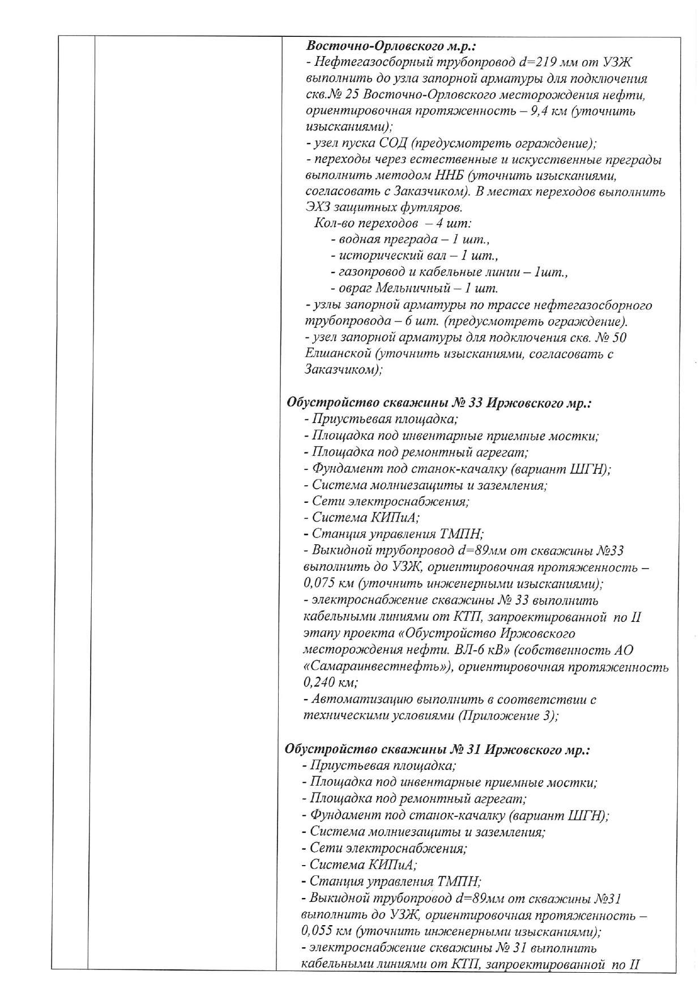 Восточно-Орловского м.р.:
- Нефтегазосборный трубопровод d=219 мм от УЗЖ
выполнить до узла запорной арматуры для подключения
скв.№ 25 Восточно-Орловского месторождения нефти,
ориентировочная протяженность – 9,4 км (уточнить
изысканиями);
- узел пуска СОД (предусмотреть ограждение);
- переходы через естественные и искусственные преграды
выполнить методом ННБ (уточнить изысканиями,
согласовать с Заказчиком). В местах переходов выполнить
ЭХЗ защитных футляров.
Кол-во переходов – 4 шт:
- водная преграда – 1 шт.,
- исторический вал – 1 шт.,
- газопровод и кабельные линии – 1шт.,
- овраг Мельничный – 1 шт.
- узлы запорной арматуры по трассе нефтегазосборного
трубопровода – 6 шт. (предусмотреть ограждение).
- узел запорной арматуры для подключения скв. № 50
Елшанской (уточнить изысканиями, согласовать с
Заказчиком);
Обустройство скважины № 33 Иржовского мр.:
- Приустьевая площадка;
- Площадка под инвентарные приемные мостки;
- Площадка под ремонтный агрегат;
- Фундамент под станок-качалку (вариант ШГН);
- Система молниезащиты и заземления;
- Сети электроснабжения;
- Система КИПиА;
- Станция управления ТМПН;
- Выкидной трубопровод d=89мм от скважины №33
выполнить до УЗЖ, ориентировочная протяженность –
0,075 км (уточнить инженерными изысканиями);
- электроснабжение скважины № 33 выполнить
кабельными линиями от КТП, запроектированной по II
этапу проекта «Обустройство Иржовского
месторождения нефти. ВЛ-6 кВ» (собственность АО
«Самараинвестнефть»), ориентировочная протяженность
0,240 км;
- Автоматизацию выполнить в соответствии с
техническими условиями (Приложение 3);
Обустройство скважины № 31 Иржовского мр.:
- Приустьевая площадка;
- Площадка под инвентарные приемные мостки;
- Площадка под ремонтный агрегат;
- Фундамент под станок-качалку (вариант ШГН);
- Система молниезащиты и заземления;
- Сети электроснабжения;
- Система КИПиА;
- Станция управления ТМПН;
- Выкидной трубопровод d=89мм от скважины №31
выполнить до УЗЖ, ориентировочная протяженность –
0,055 км (уточнить инженерными изысканиями);
- электроснабжение скважины № 31 выполнить
кабельными линиями от КТП, запроектированной по II